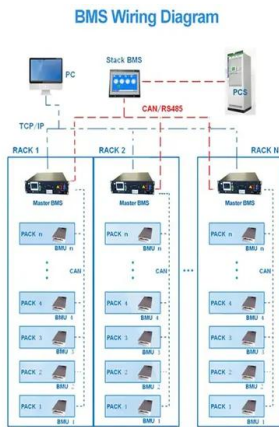 BMS Wiring Diagram
PC
Stack BMS
PCS
CAN/RS485
TCP/IP
RACK 1
RACK 2
RACK N
Master BMS
Master BMS
Master BMS
PACK n
BMU n
PACK n
BMU n
PACK n
BMU n
CAN
CAN
CAN
PACK 4
BMU 4
PACK 4
BMU 4
PACK 4
BMU 4
PACK 3
BMU 3
PACK 3
BMU 3
PACK 3
BMU 3
PACK 2
BMU 2
PACK 2
BMU 2
PACK 2
BMU 2
PACK 1
BMU 1
PACK 1
BMU 1
PACK 1
BMU 1